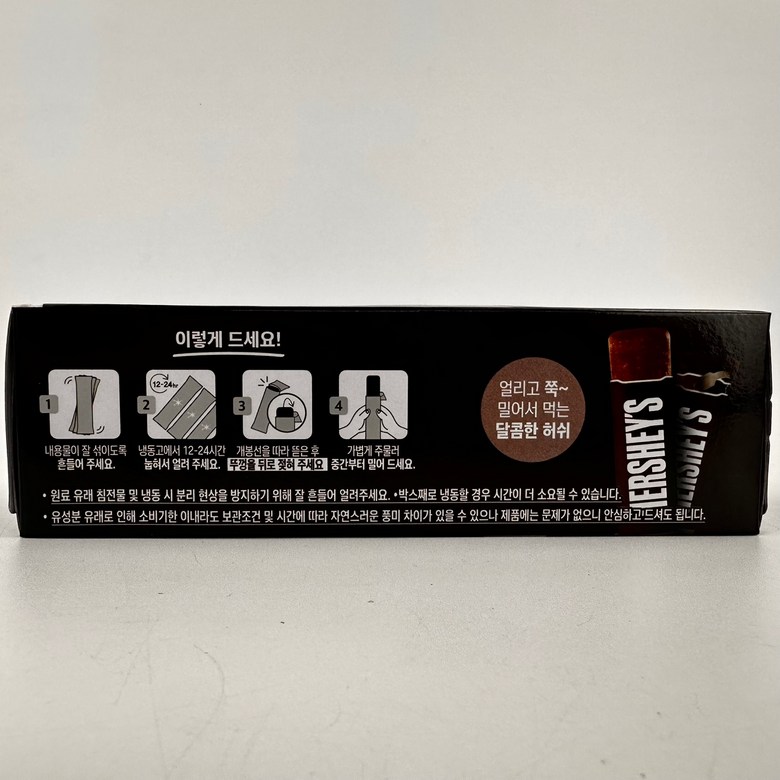 이렇게 드세요!
1
내용물이 잘 섞이도록
흔들어 주세요.
12-24hr
2
냉동고에서 12-24시간
눕혀서 얼려 주세요.
3
개봉선을 따라 뜯은 후
뚜껑을 뒤로 젖혀 주세요
4
가볍게 주물러
중간부터 밀어 드세요.
얼리고 쭉~
밀어서 먹는
달콤한 허쉬
HERSHEY'S
HERSHEY'S
• 원료 유래 침전물 및 냉동 시 분리 현상을 방지하기 위해 잘 흔들어 얼려주세요. •박스째로 냉동할 경우 시간이 더 소요될 수 있습니다.
• 유성분 유래로 인해 소비기한 이내라도 보관조건 및 시간에 따라 자연스러운 풍미 차이가 있을 수 있으나 제품에는 문제가 없으니 안심하고 드셔도 됩니다.